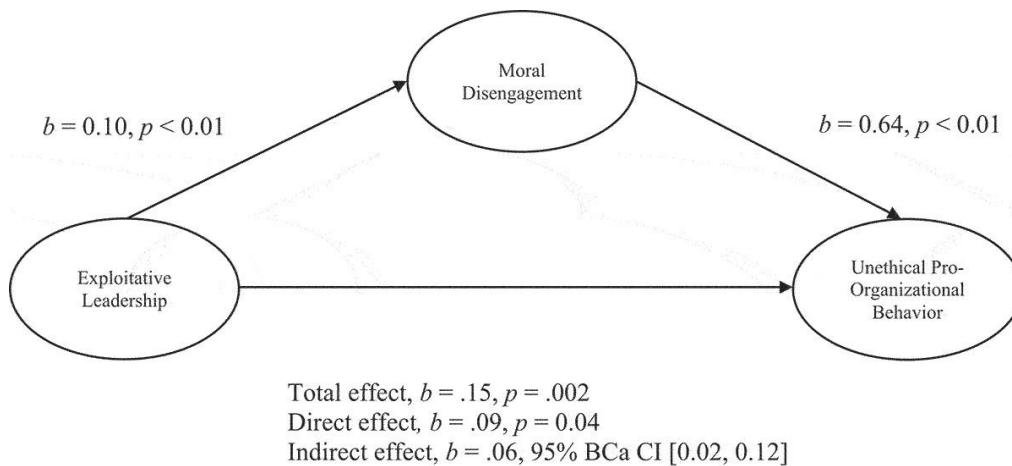 Moral
Disengagement
b = 0.10, p < 0.01
b = 0.64, p < 0.01
Exploitative
Leadership
Unethical Pro-
Organizational
Behavior
Total effect, b = .15, p = .002
Direct effect, b = .09, p = 0.04
Indirect effect, b = .06, 95% BCa CI [0.02, 0.12]